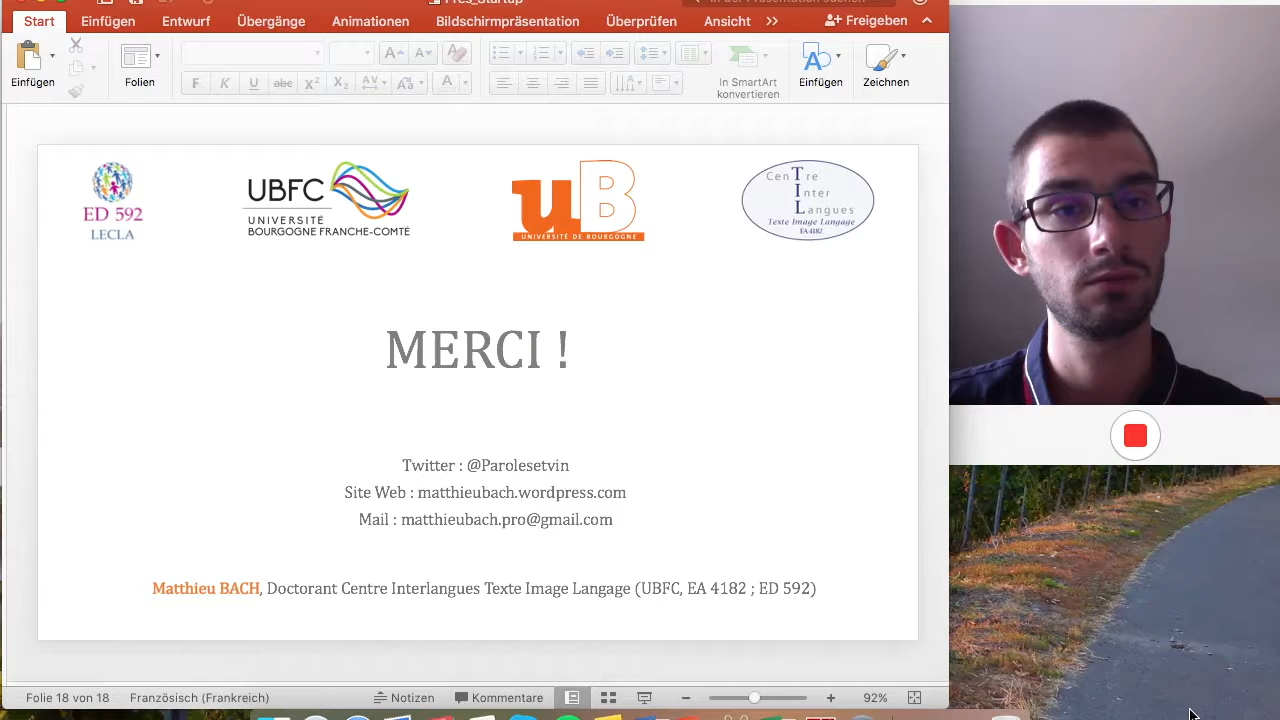 Pres_Startup
Start Einfügen Entwurf Übergänge Animationen Bildschirmpräsentation Überprüfen Ansicht Freigeben
Einfügen
Folien
In SmartArt
konvertieren
Einfügen
Zeichnen
ED 592
LECLA
UBFC
UNIVERSITÉ
BOURGOGNE FRANCHE-COMTÉ
uB
UNIVERSITÉ DE BOURGOGNE
CenTre
Inter
Langues
Texte Image Langage
EA 4182
MERCI !
Twitter : @Parolesetvin
Site Web : matthieubach.wordpress.com
Mail : matthieubach.pro@gmail.com
Matthieu BACH, Doctorant Centre Interlangues Texte Image Langage (UBFC, EA 4182 ; ED 592)
Folie 18 von 18 Französisch (Frankreich) Notizen Kommentare 92%